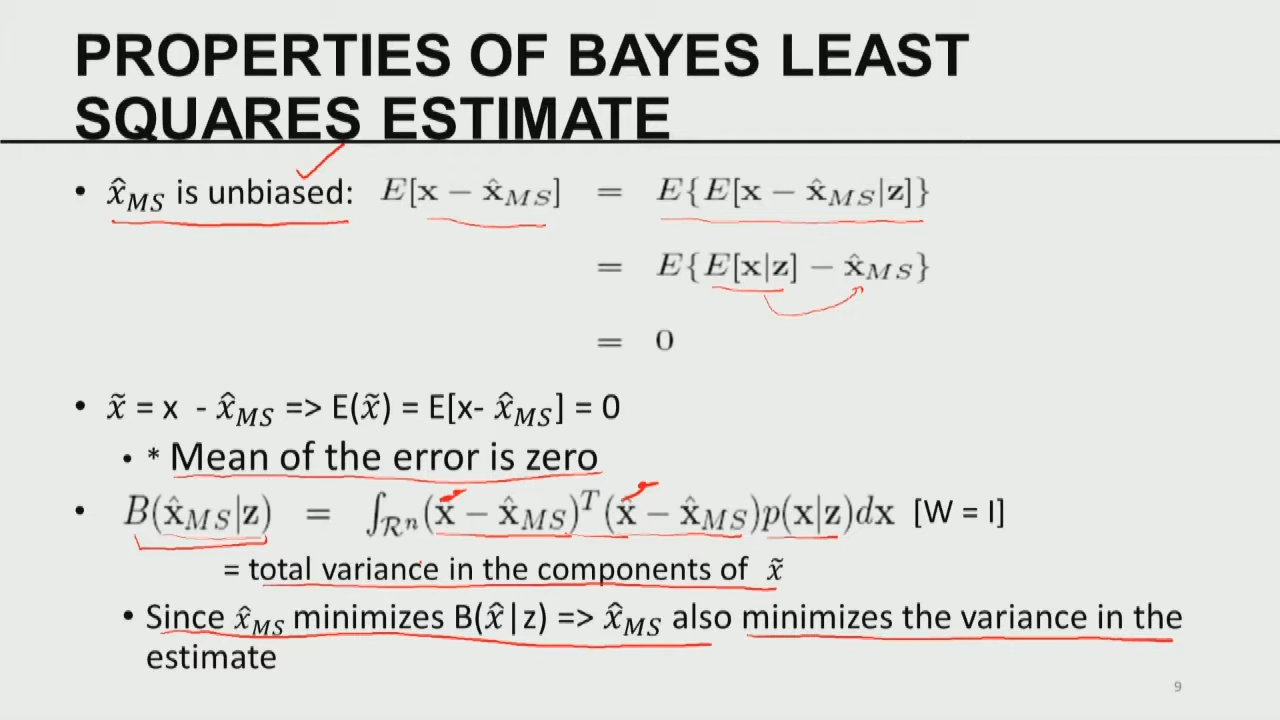 PROPERTIES OF BAYES LEAST
SQUARES ESTIMATE
• x̂_MS is unbiased: E[x − x̂_MS] = E{E[x − x̂_MS|z]}
= E{E[x|z] − x̂_MS}
= 0
• x̃ = x - x̂_MS => E(x̃) = E[x- x̂_MS] = 0
• * Mean of the error is zero
• B(x̂_MS|z) = ∫_ℛⁿ (x − x̂_MS)^T (x − x̂_MS)p(x|z)dx [W = I]
= total variance in the components of x̃
• Since x̂_MS minimizes B(x̂|z) => x̂_MS also minimizes the variance in the
estimate
9